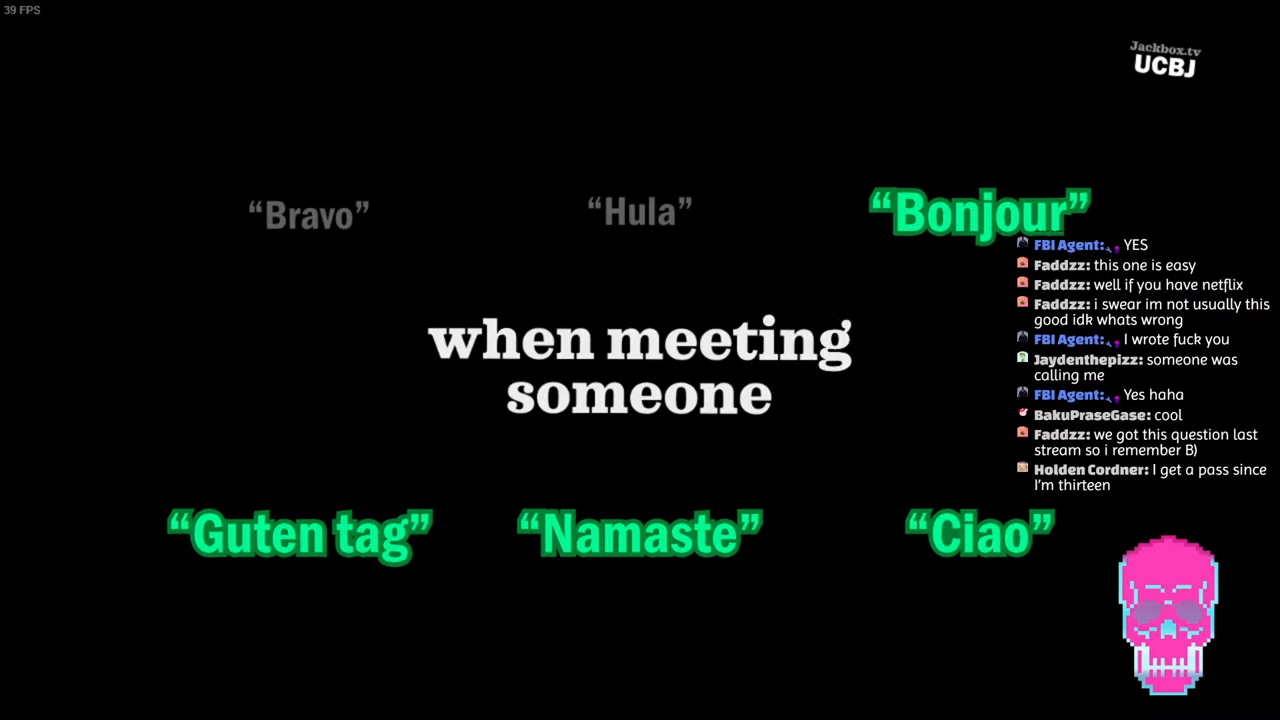 39 FPS
Jackbox.tv
UCBJ
“Bravo”
“Hula”
“Bonjour”
when meeting
someone
“Guten tag”
“Namaste”
“Ciao”
FBI Agent: YES
Faddzz: this one is easy
Faddzz: well if you have netflix
Faddzz: i swear im not usually this
good idk whats wrong
FBI Agent: I wrote fuck you
Jaydenthepizz: someone was
calling me
FBI Agent: Yes haha
BakuPraseGase: cool
Faddzz: we got this question last
stream so i remember B)
Holden Cordner: I get a pass since
I’m thirteen